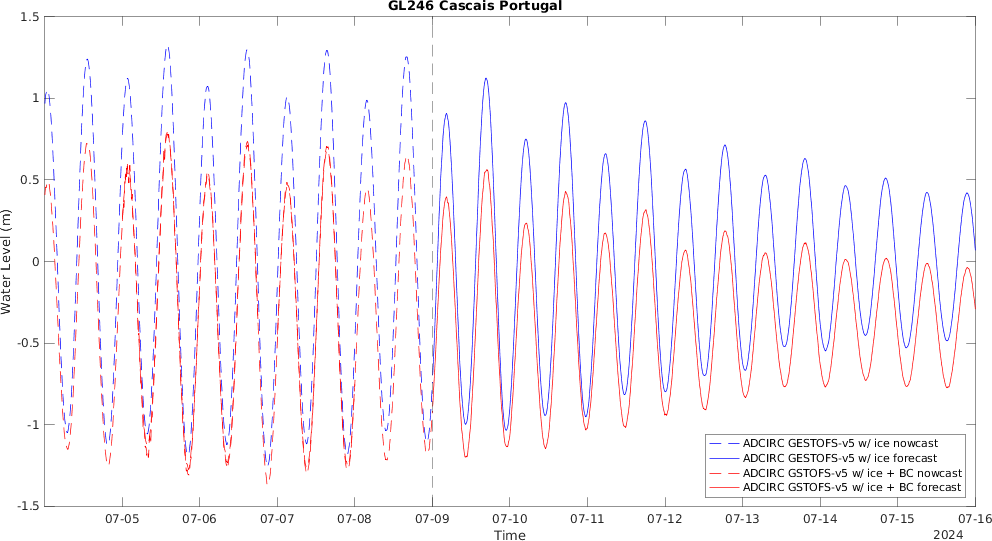 GL246 Cascais Portugal
1.5
1
0.5
0
-0.5
-1
-1.5
Water Level (m)
ADCIRC GESTOFS-v5 w/ ice nowcast
ADCIRC GESTOFS-v5 w/ ice forecast
ADCIRC GSTOFS-v5 w/ ice + BC nowcast
ADCIRC GSTOFS-v5 w/ ice + BC forecast
07-05 07-06 07-07 07-08 07-09 07-10 07-11 07-12 07-13 07-14 07-15 07-16
Time
2024